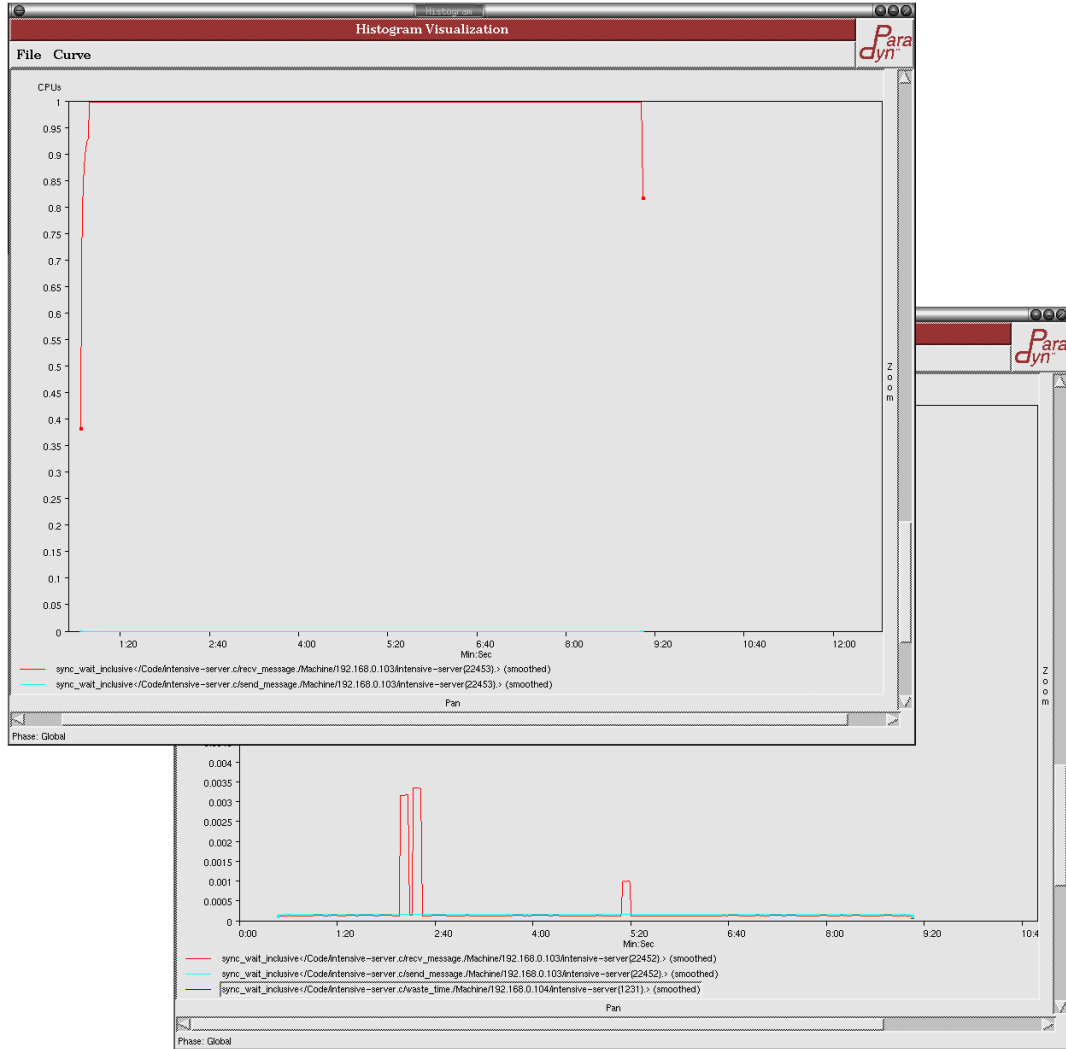 Histogram
Histogram Visualization
Para
dyn™
File Curve
CPUs
1
0.95
0.9
0.85
0.8
0.75
0.7
0.65
0.6
0.55
0.5
0.45
0.4
0.35
0.3
0.25
0.2
0.15
0.1
0.05
0
1:20 2:40 4:00 5:20 6:40 8:00 9:20 10:40 12:00
Min:Sec
Zoom
sync_wait_inclusive</Code/intensive-server.c/recv_message,/Machine/192.168.0.103/intensive-server{22453},> (smoothed)
sync_wait_inclusive</Code/intensive-server.c/send_message,/Machine/192.168.0.103/intensive-server{22453},> (smoothed)
Pan
Phase: Global
Para
dyn™
Zoom
Zoom
0.004
0.0035
0.003
0.0025
0.002
0.0015
0.001
0.0005
0
0:00 1:20 2:40 4:00 5:20 6:40 8:00 9:20
Min:Sec
sync_wait_inclusive</Code/intensive-server.c/recv_message,/Machine/192.168.0.103/intensive-server{22452},> (smoothed)
sync_wait_inclusive</Code/intensive-server.c/send_message,/Machine/192.168.0.103/intensive-server{22452},> (smoothed)
sync_wait_inclusive</Code/intensive-server.c/waste_time,/Machine/192.168.0.104/intensive-server{1231},> (smoothed)
Pan
Phase: Global